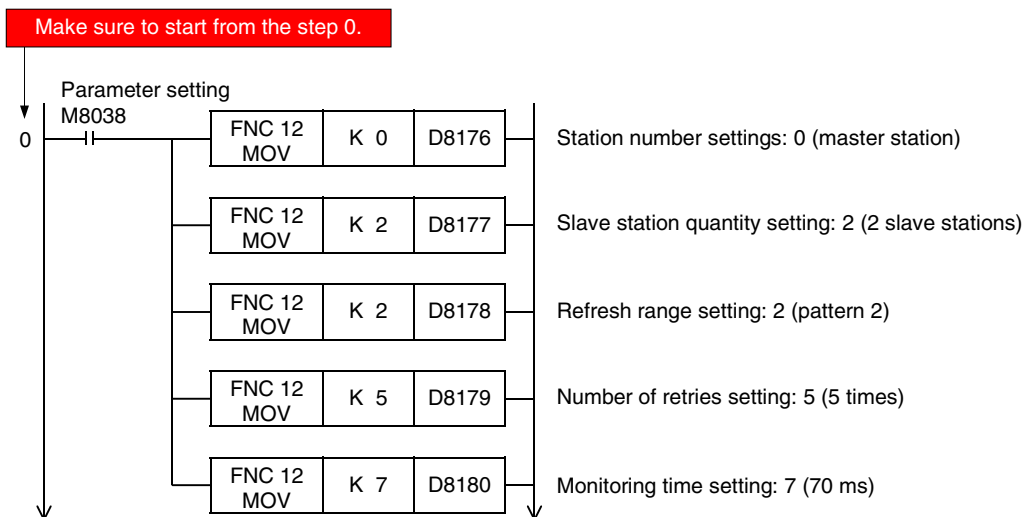 Make sure to start from the step 0.
Parameter setting
M8038
0
FNC 12
MOV
K 0
D8176
Station number settings: 0 (master station)
FNC 12
MOV
K 2
D8177
Slave station quantity setting: 2 (2 slave stations)
FNC 12
MOV
K 2
D8178
Refresh range setting: 2 (pattern 2)
FNC 12
MOV
K 5
D8179
Number of retries setting: 5 (5 times)
FNC 12
MOV
K 7
D8180
Monitoring time setting: 7 (70 ms)